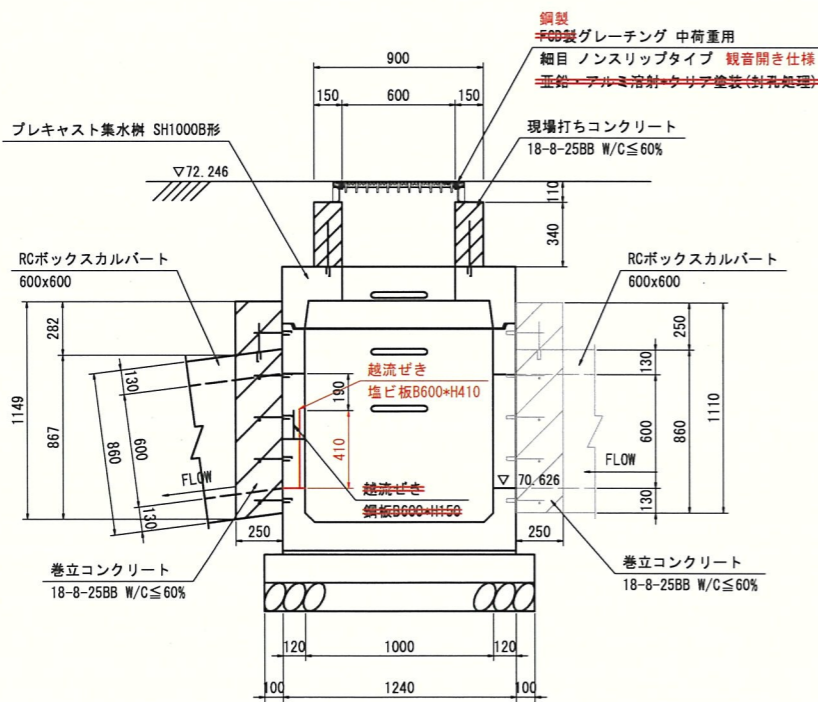 鋼製
FCD製グレーチング 中荷重用
細目 ノンスリップタイプ 観音開き仕様
亜鉛・アルミ溶射+クリア塗装(封孔処理)
900
150
600
150
プレキャスト集水桝 SH1000B形
現場打ちコンクリート
18-8-25BB W/C≦60%
▽72.246
110
340
RCボックスカルバート
600x600
RCボックスカルバート
600x600
282
867
1149
130
600
130
860
FLOW
越流ぜき
塩ビ板B600*H410
190
410
越流ぜき
鋼板B600*H150
▽ 70.626
250
130
600
130
860
1110
FLOW
250
250
巻立コンクリート
18-8-25BB W/C≦60%
巻立コンクリート
18-8-25BB W/C≦60%
120
1000
120
100
1240
100